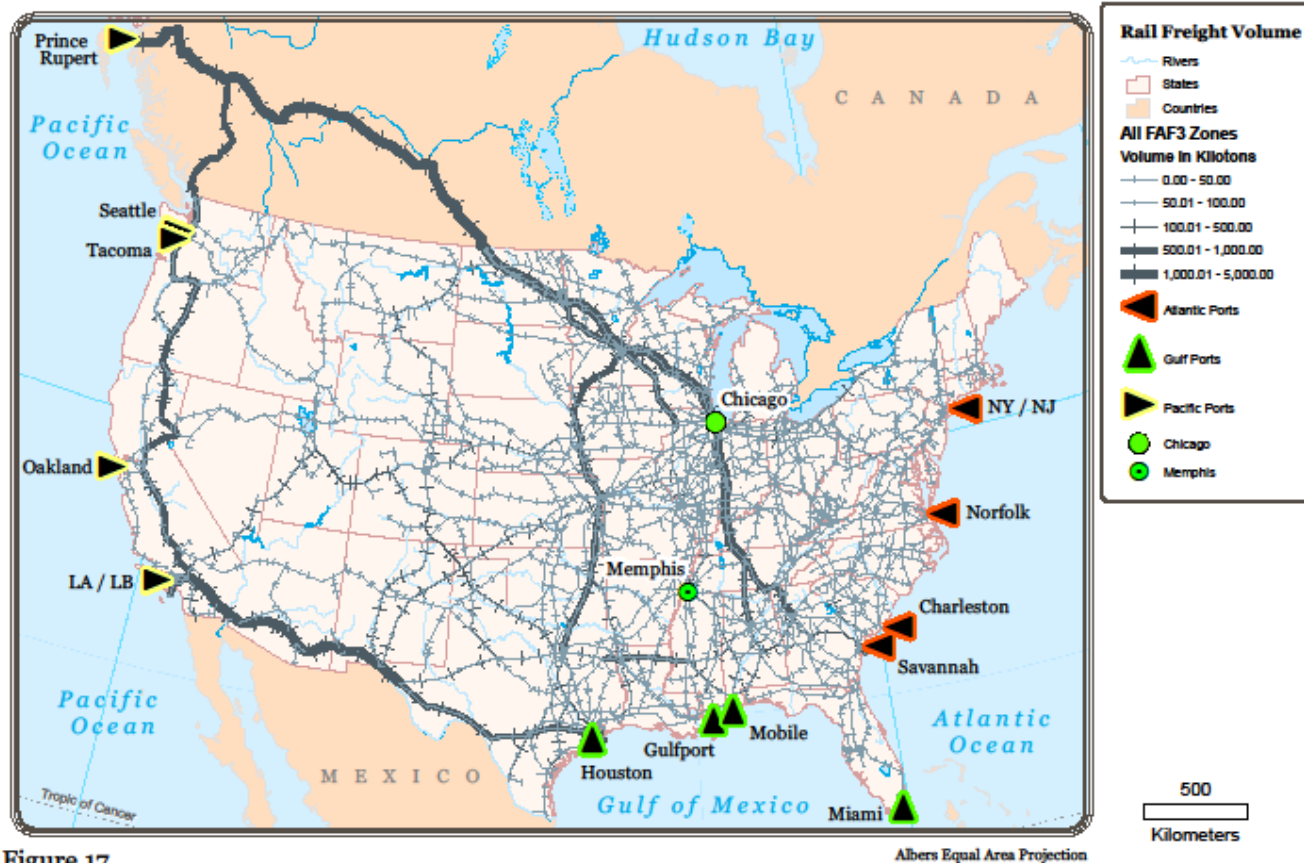 Prince
Rupert
Hudson Bay
CANADA
Pacific
Ocean
Seattle
Tacoma
Chicago
NY / NJ
Oakland
Norfolk
Memphis
LA / LB
Charleston
Savannah
Pacific
Ocean
Atlantic
Ocean
Mobile
Gulfport
Houston
MEXICO
Gulf of Mexico
Miami
Tropic of Cancer
Rail Freight Volume
Rivers
States
Countries
All FAF3 Zones
Volume in Kilotons
0.00 - 50.00
50.01 - 100.00
100.01 - 500.00
500.01 - 1,000.00
1,000.01 - 5,000.00
Atlantic Ports
Gulf Ports
Pacific Ports
Chicago
Memphis
500
Kilometers
Figure 17
Albers Equal Area Projection